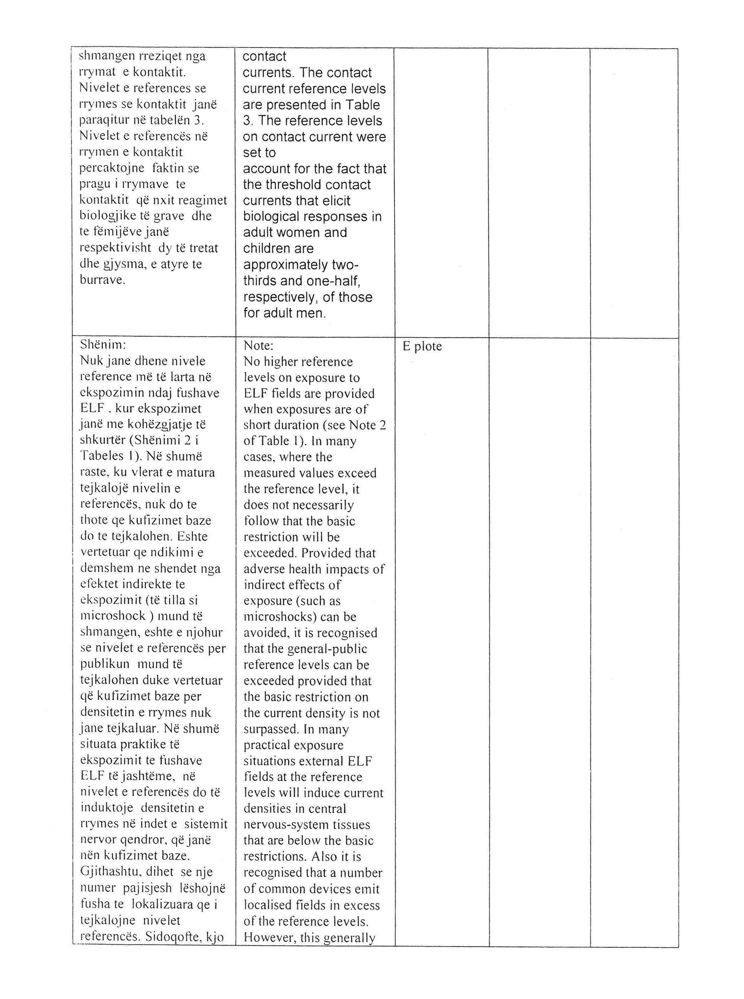 shmangen rreziqet nga
rrymat e kontaktit.
Nivelet e references se
rrymes se kontaktit janë
paraqitur në tabelën 3.
Nivelet e referencës në
rrymen e kontaktit
percaktojne faktin se
pragu i rrymave te
kontaktit që nxit reagimet
biologjike të grave dhe
te fëmijëve janë
respektivisht dy të tretat
dhe gjysma, e atyre te
burrave.
contact
currents. The contact
current reference levels
are presented in Table
3. The reference levels
on contact current were
set to
account for the fact that
the threshold contact
currents that elicit
biological responses in
adult women and
children are
approximately two-
thirds and one-half,
respectively, of those
for adult men.
Shënim:
Nuk jane dhene nivele
reference më të larta në
ekspozimin ndaj fushave
ELF , kur ekspozimet
janë me kohëzgjatje të
shkurtër (Shënimi 2 i
Tabeles 1). Në shumë
raste, ku vlerat e matura
tejkalojë nivelin e
referencës, nuk do te
thote qe kufizimet baze
do te tejkalohen. Eshte
vertetuar qe ndikimi e
demshem ne shendet nga
efektet indirekte te
ekspozimit (të tilla si
microshock ) mund të
shmangen, eshte e njohur
se nivelet e referencës per
publikun mund të
tejkalohen duke vertetuar
që kufizimet baze per
densitetin e rrymes nuk
jane tejkaluar. Në shumë
situata praktike të
ekspozimit te fushave
ELF të jashtëme, në
nivelet e referencës do të
induktoje densitetin e
rrymes në indet e sistemit
nervor qendror, që janë
nën kufizimet baze.
Gjithashtu, dihet se nje
numer pajisjesh lëshojnë
fusha te lokalizuara qe i
tejkalojne nivelet
referencës. Sidoqofte, kjo
Note:
No higher reference
levels on exposure to
ELF fields are provided
when exposures are of
short duration (see Note 2
of Table 1). In many
cases, where the
measured values exceed
the reference level, it
does not necessarily
follow that the basic
restriction will be
exceeded. Provided that
adverse health impacts of
indirect effects of
exposure (such as
microshocks) can be
avoided, it is recognised
that the general-public
reference levels can be
exceeded provided that
the basic restriction on
the current density is not
surpassed. In many
practical exposure
situations external ELF
fields at the reference
levels will induce current
densities in central
nervous-system tissues
that are below the basic
restrictions. Also it is
recognised that a number
of common devices emit
localised fields in excess
of the reference levels.
However, this generally
E plote